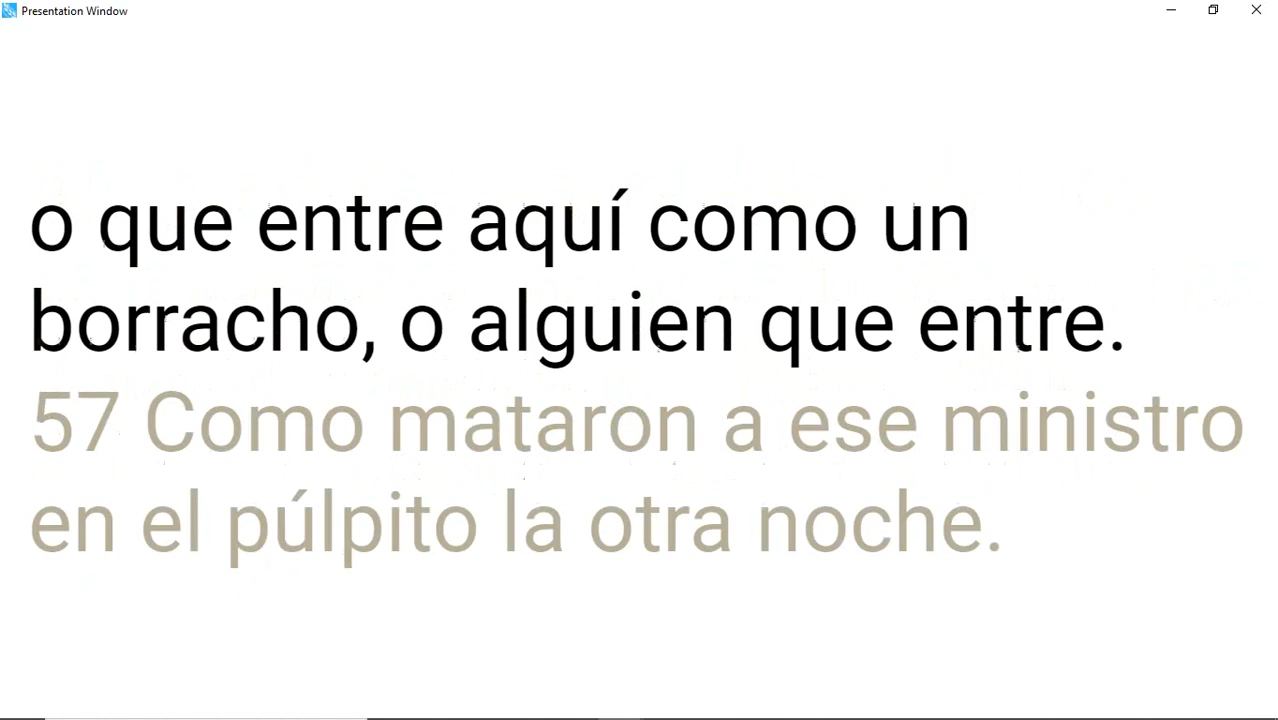 Presentation Window
o que entre aquí como un
borracho, o alguien que entre.
57 Como mataron a ese ministro
en el púlpito la otra noche.